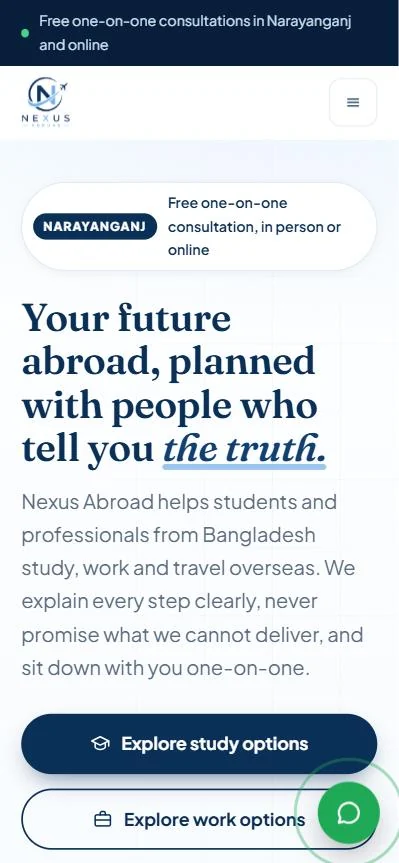 Free one-on-one consultations in Narayanganj
and online
NEXUS
NARAYANGANJ
Free one-on-one
consultation, in person or
online
Your future
abroad, planned
with people who
tell you the truth.
Nexus Abroad helps students and
professionals from Bangladesh
study, work and travel overseas. We
explain every step clearly, never
promise what we cannot deliver, and
sit down with you one-on-one.
Explore study options
Explore work options